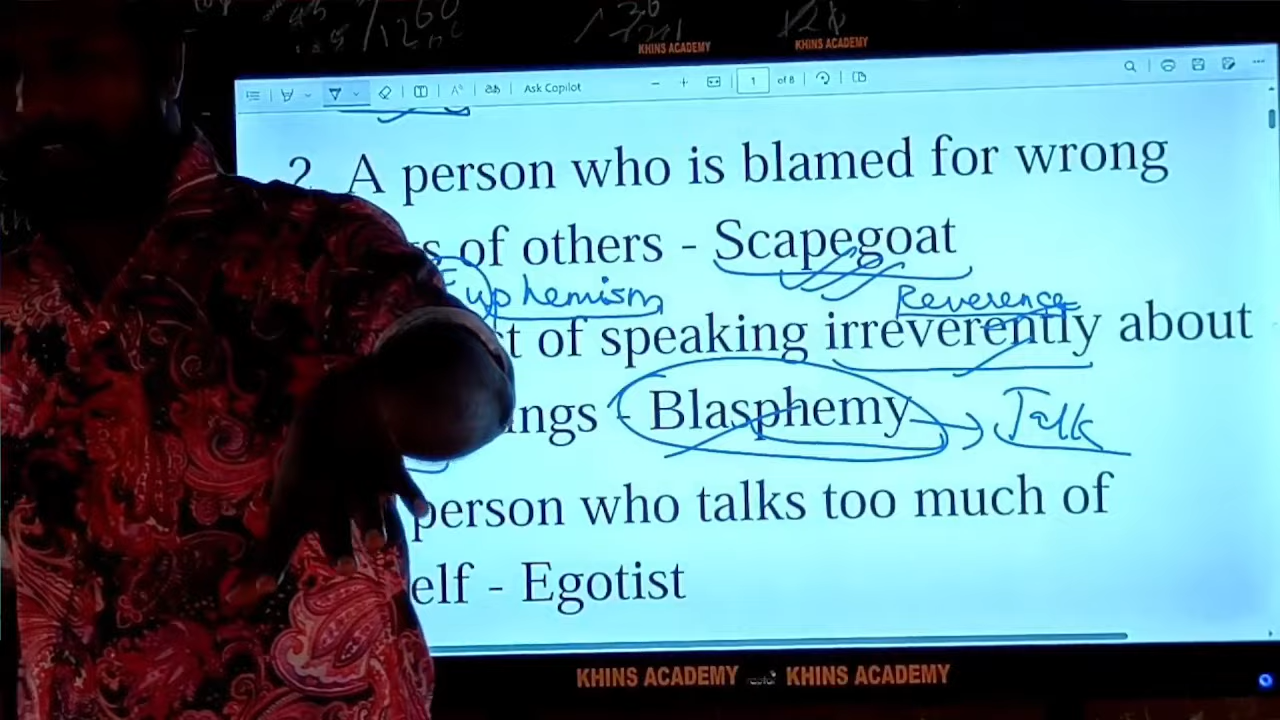 1260
KHINS ACADEMY KHINS ACADEMY
Ask Copilot 1 of 8
2. A person who is blamed for wrong
of others - Scapegoat
Euphemism Reverence
t of speaking irreverently about
ings - Blasphemy → Talk
person who talks too much of
elf - Egotist
KHINS ACADEMY KHINS ACADEMY